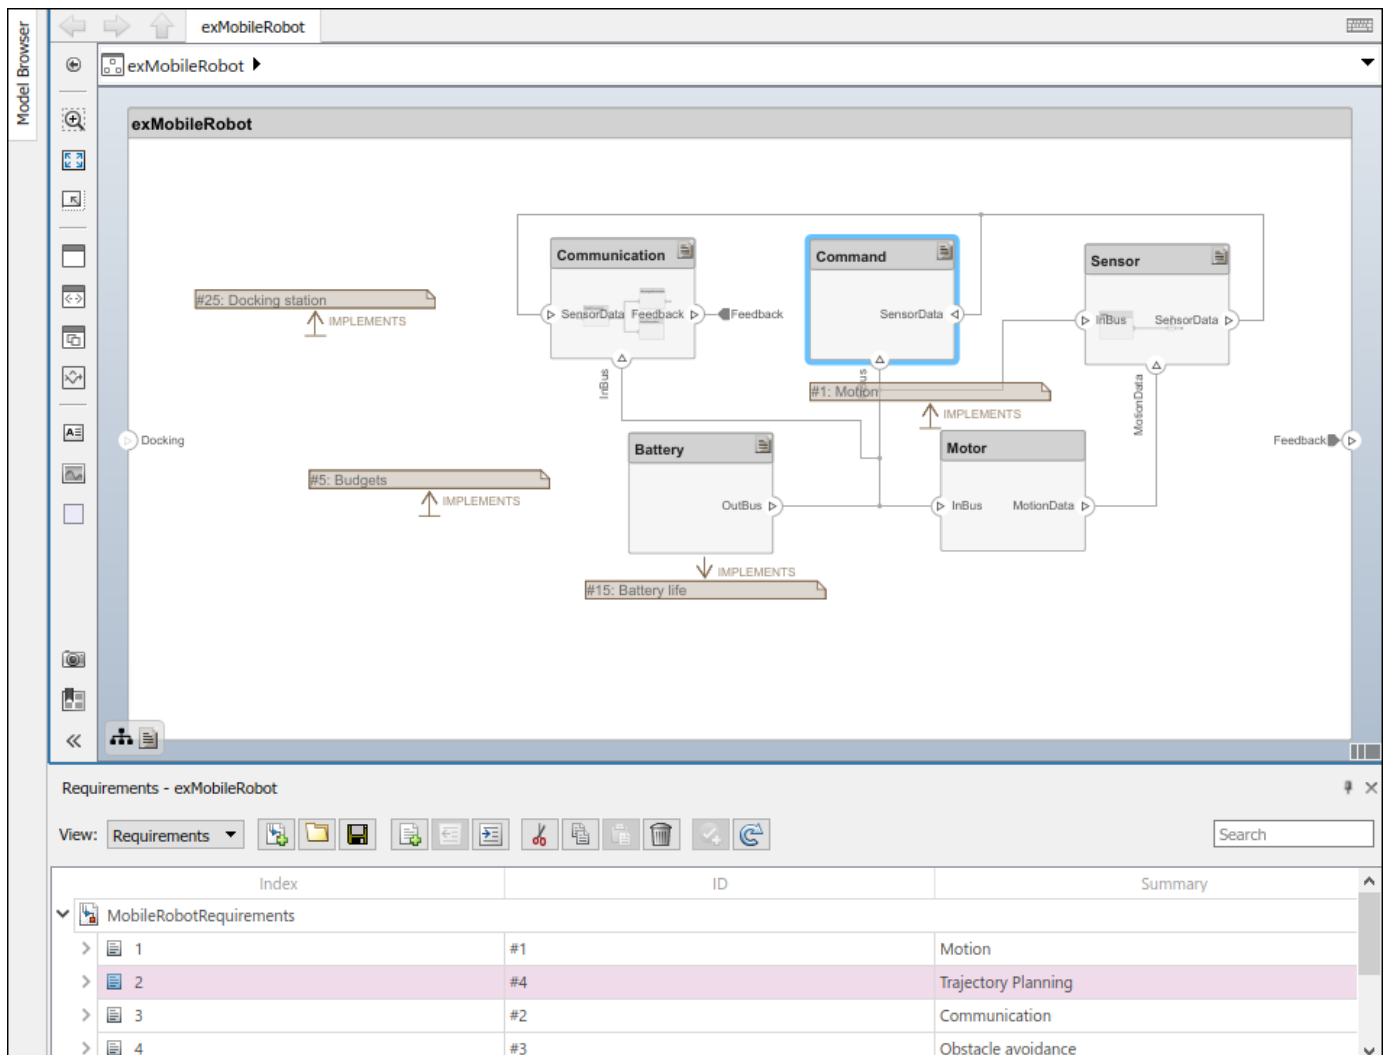 Model Browser
exMobileRobot
exMobileRobot
exMobileRobot
Communication
Command
Sensor
#25: Docking station
IMPLEMENTS
SensorData
Feedback
Feedback
SensorData
InBus
SensorData
InBus
#1: Motion
IMPLEMENTS
MotionData
Docking
Feedback
Battery
Motor
#5: Budgets
IMPLEMENTS
OutBus
InBus
MotionData
IMPLEMENTS
#15: Battery life
Requirements - exMobileRobot
View:
Requirements
Search
Index
ID
Summary
MobileRobotRequirements
1
#1
Motion
2
#4
Trajectory Planning
3
#2
Communication
4
#3
Obstacle avoidance